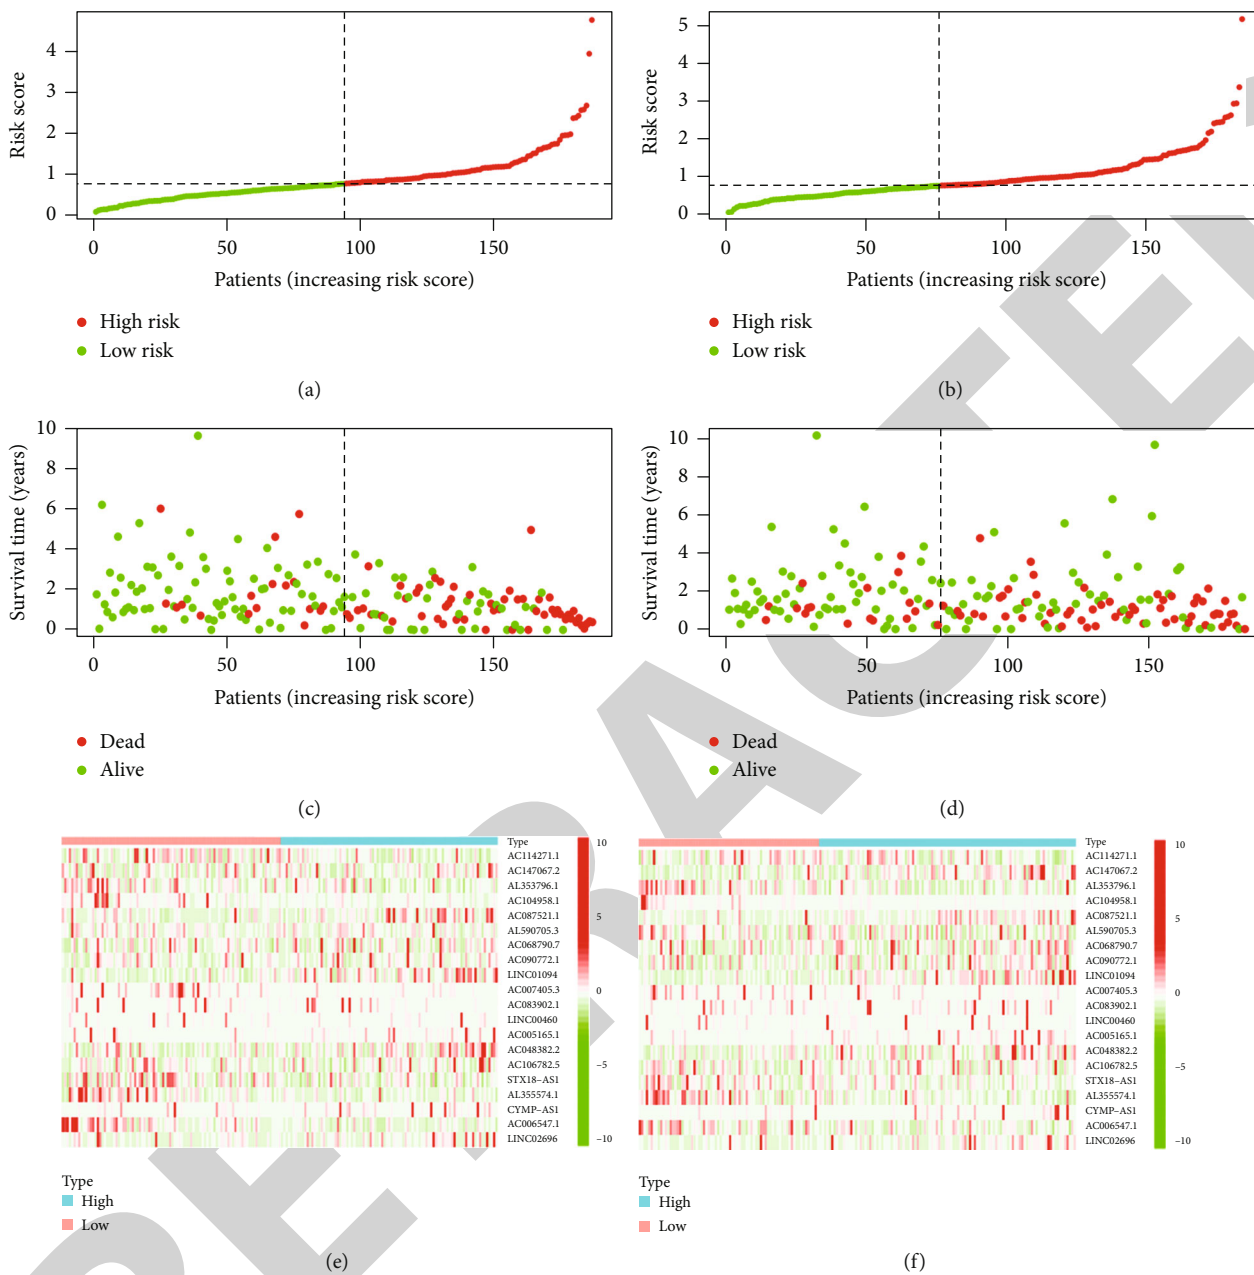 Risk score
4
3
2
1
0
0
50
100
150
Patients (increasing risk score)
High risk
Low risk
(a)
Risk score
5
4
3
2
1
0
0
50
100
150
Patients (increasing risk score)
High risk
Low risk
(b)
Survival time (years)
10
8
6
4
2
0
0
50
100
150
Patients (increasing risk score)
Dead
Alive
(c)
Survival time (years)
10
8
6
4
2
0
0
50
100
150
Patients (increasing risk score)
Dead
Alive
(d)
Type
AC114271.1
AC147067.2
AL353796.1
AC104958.1
AC087521.1
AL590705.3
AC068790.7
AC090772.1
LINC01094
AC007405.3
AC083902.1
LINC00460
AC005165.1
AC048382.2
AC106782.5
STX18–AS1
AL355574.1
CYMP–AS1
AC006547.1
LINC02696
10
5
0
–5
–10
Type
High
Low
(e)
Type
AC114271.1
AC147067.2
AL353796.1
AC104958.1
AC087521.1
AL590705.3
AC068790.7
AC090772.1
LINC01094
AC007405.3
AC083902.1
LINC00460
AC005165.1
AC048382.2
AC106782.5
STX18–AS1
AL355574.1
CYMP–AS1
AC006547.1
LINC02696
10
5
0
–5
–10
Type
High
Low
(f)